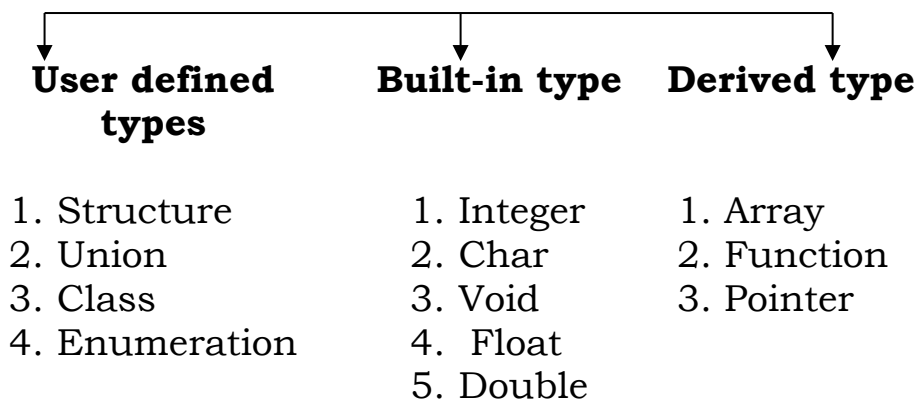 User defined types
Built-in type
Derived type
1. Structure
2. Union
3. Class
4. Enumeration
1. Integer
2. Char
3. Void
4. Float
5. Double
1. Array
2. Function
3. Pointer